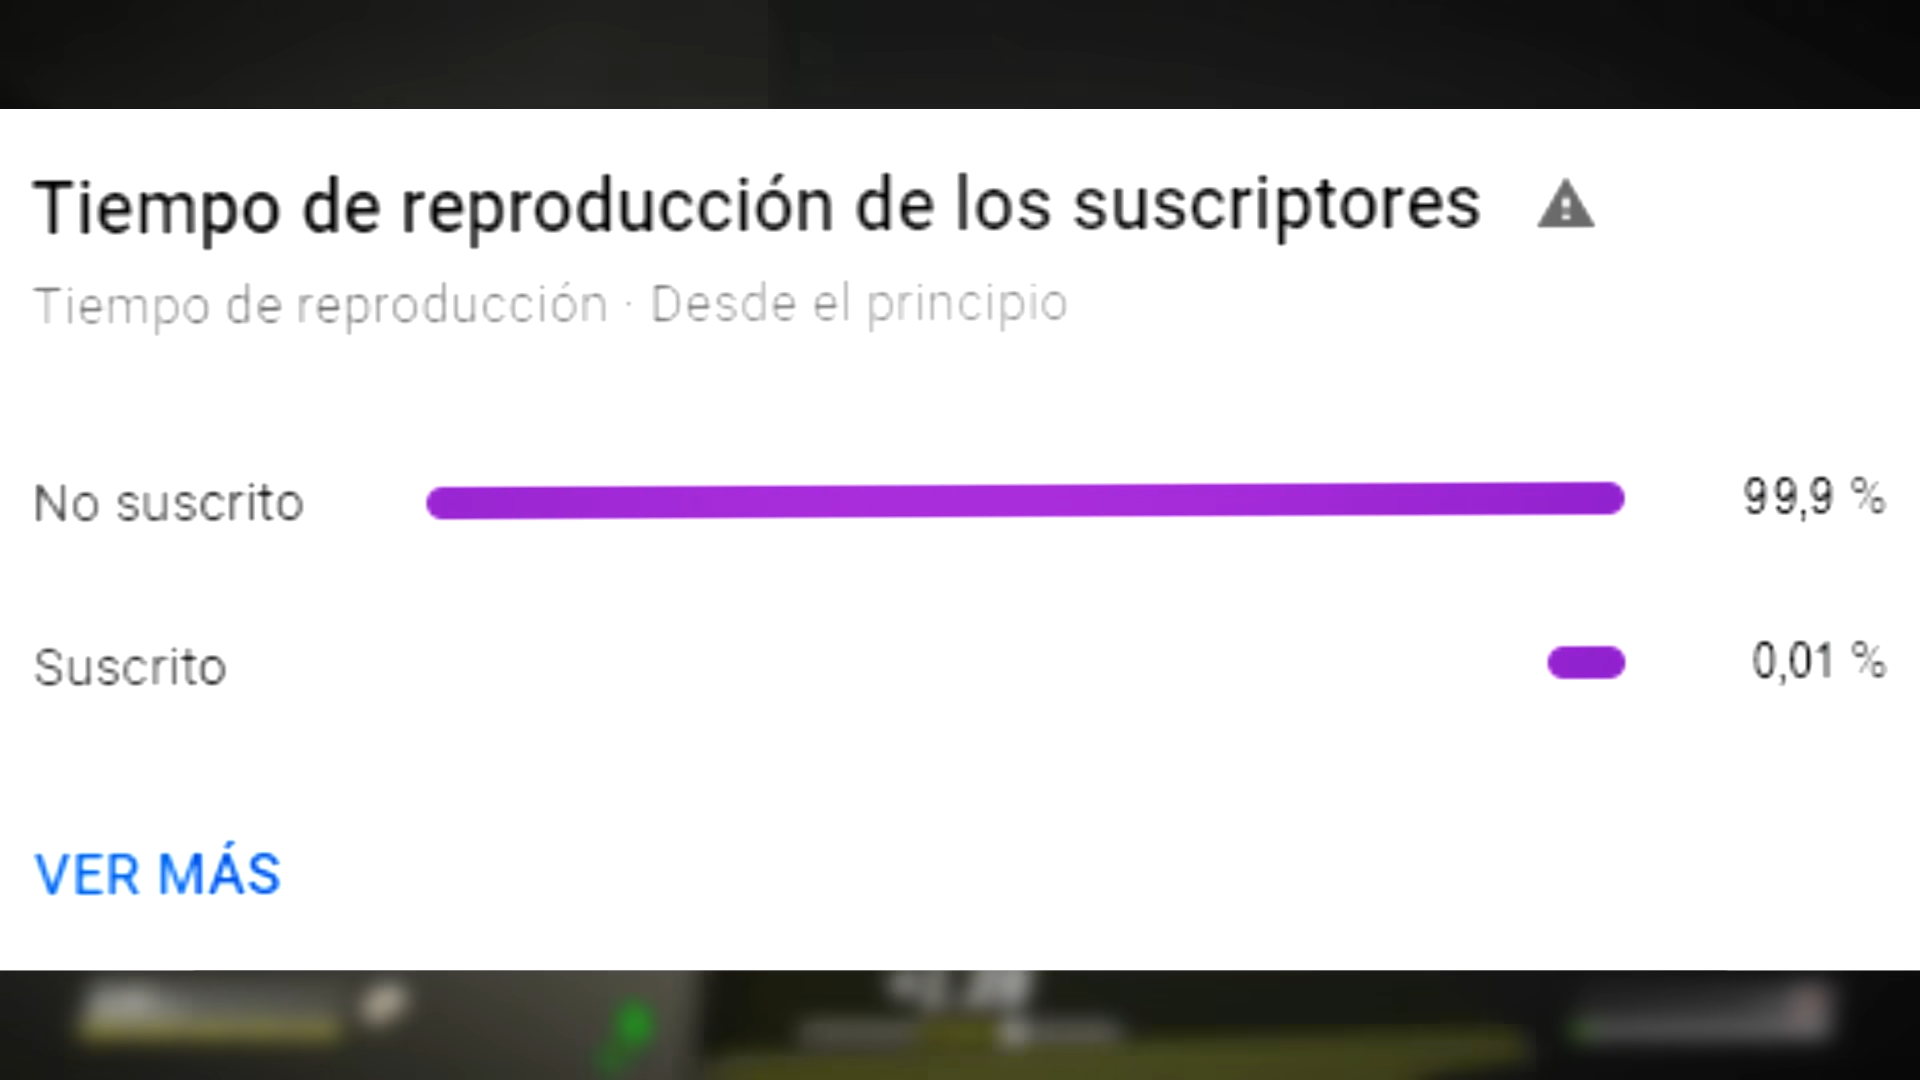 Tiempo de reproducción de los suscriptores
Tiempo de reproducción · Desde el principio
No suscrito 99,9 %
Suscrito 0,01 %
VER MÁS